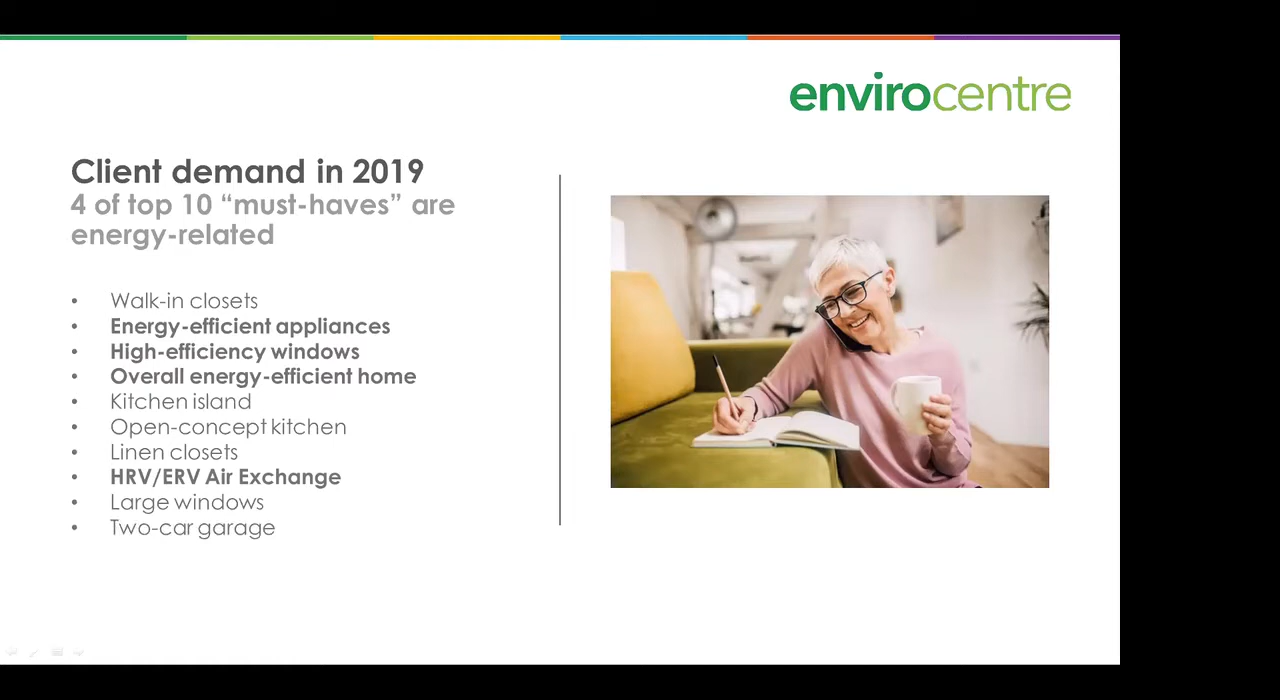 envirocentre
Client demand in 2019
4 of top 10 “must-haves” are
energy-related
• Walk-in closets
• Energy-efficient appliances
• High-efficiency windows
• Overall energy-efficient home
• Kitchen island
• Open-concept kitchen
• Linen closets
• HRV/ERV Air Exchange
• Large windows
• Two-car garage